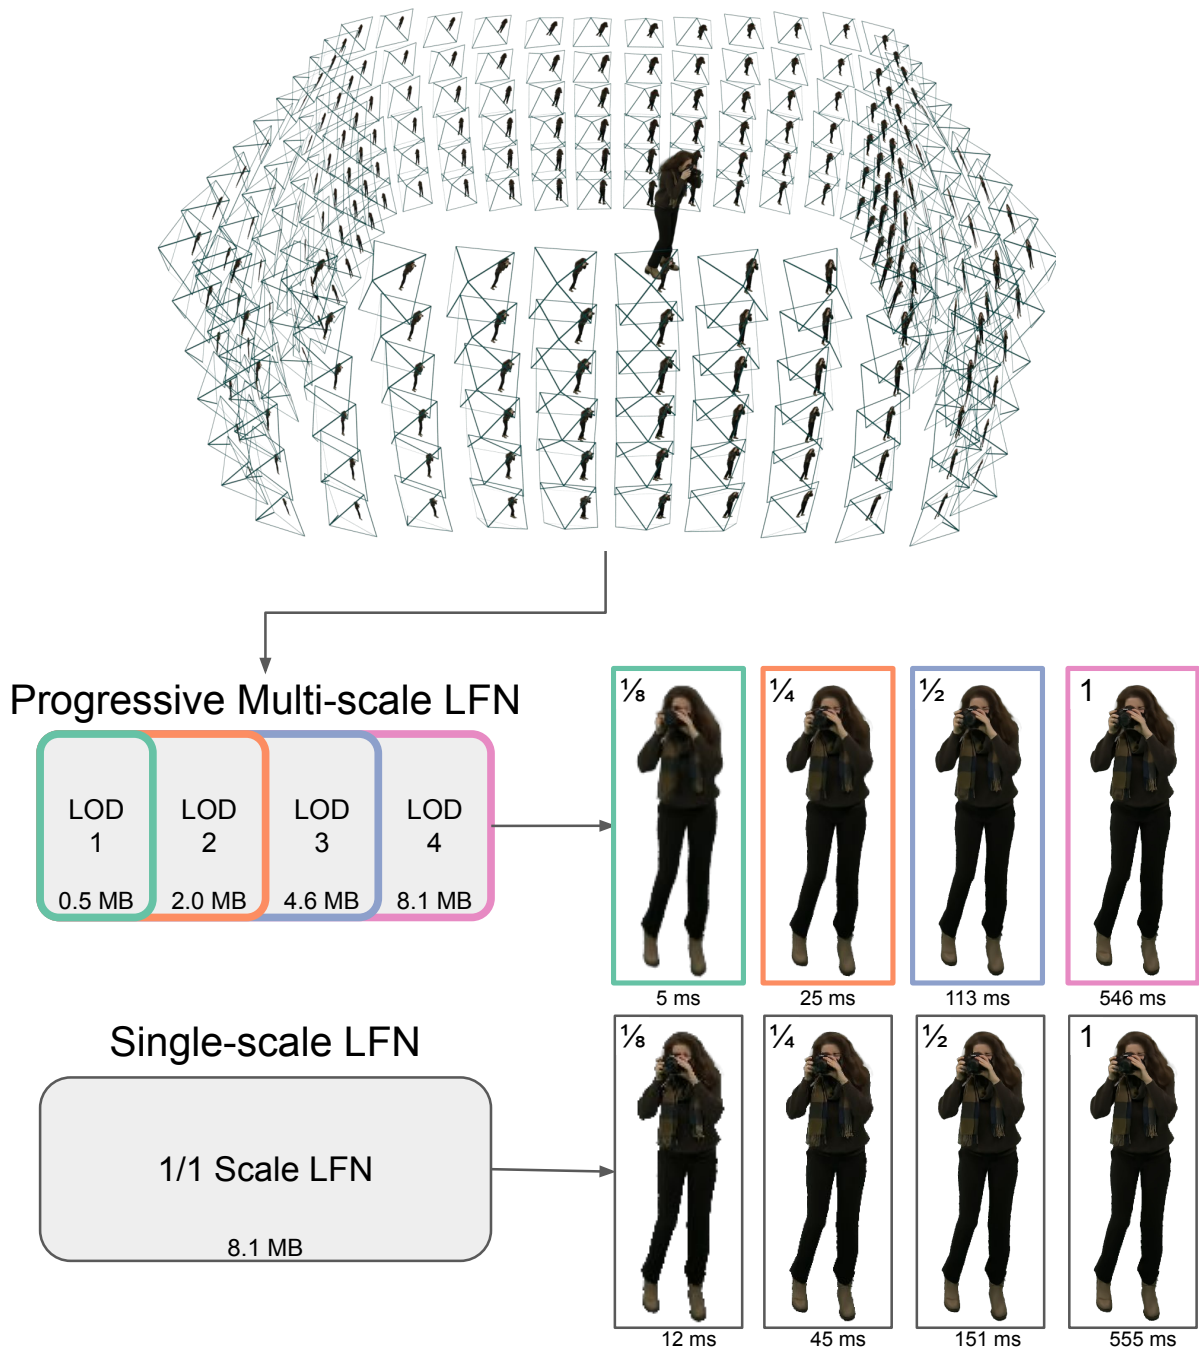 Progressive Multi-scale LFN
LOD
1
0.5 MB
LOD
2
2.0 MB
LOD
3
4.6 MB
LOD
4
8.1 MB
⅛
¼
½
1
5 ms
25 ms
113 ms
546 ms
Single-scale LFN
1/1 Scale LFN
8.1 MB
⅛
¼
½
1
12 ms
45 ms
151 ms
555 ms